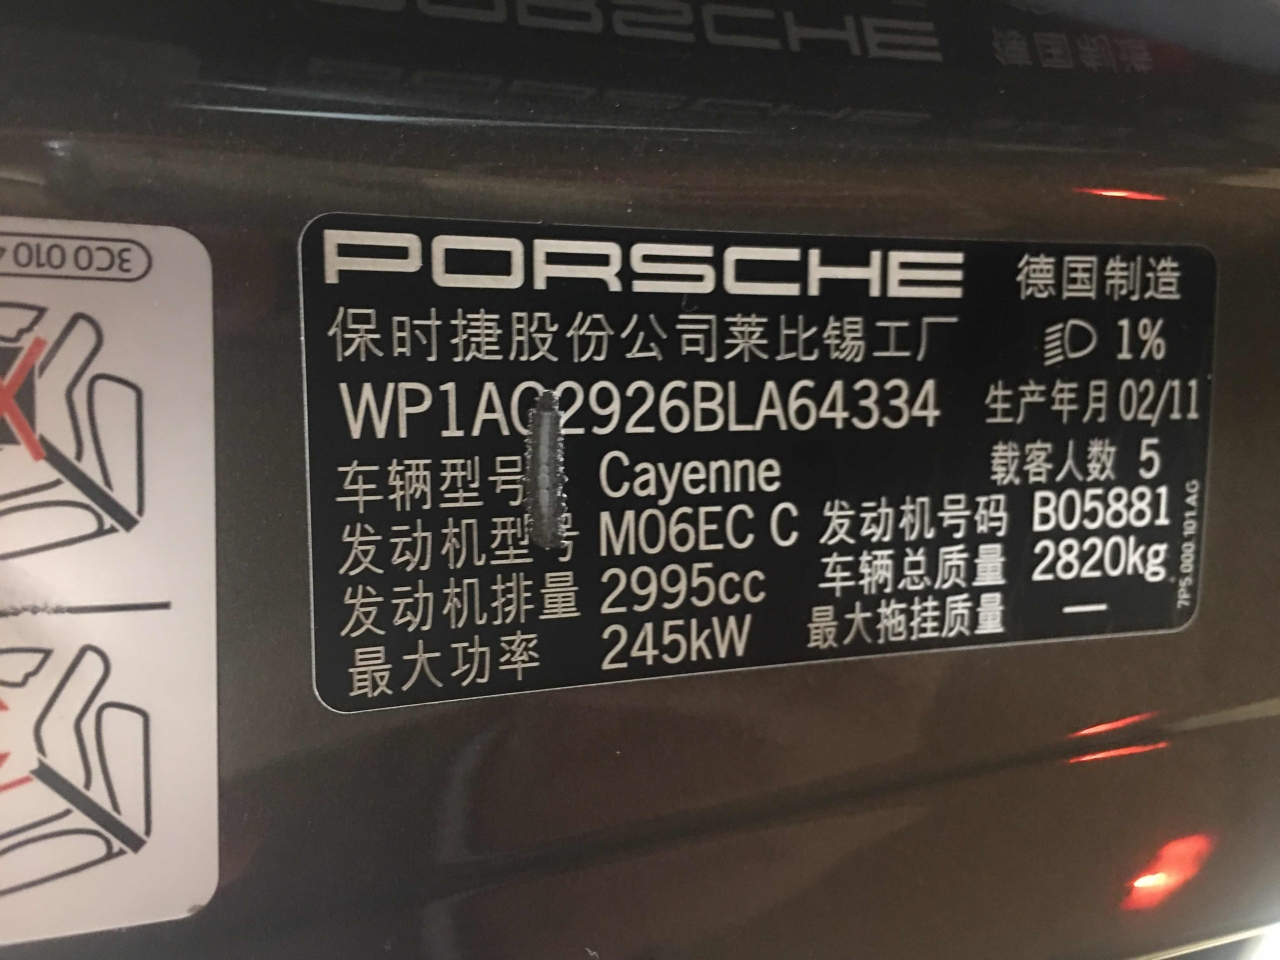 PORSCHE 德国制造
保时捷股份公司莱比锡工厂 1%
WP1AG2926BLA64334 生产年月 02/11
载客人数 5
车辆型号 Cayenne
发动机型号 M06EC C 发动机号码 B05881
发动机排量 2995cc 车辆总质量 2820kg
最大功率 245kW 最大拖挂质量 —
7P5.000.101.AG
3C0 010